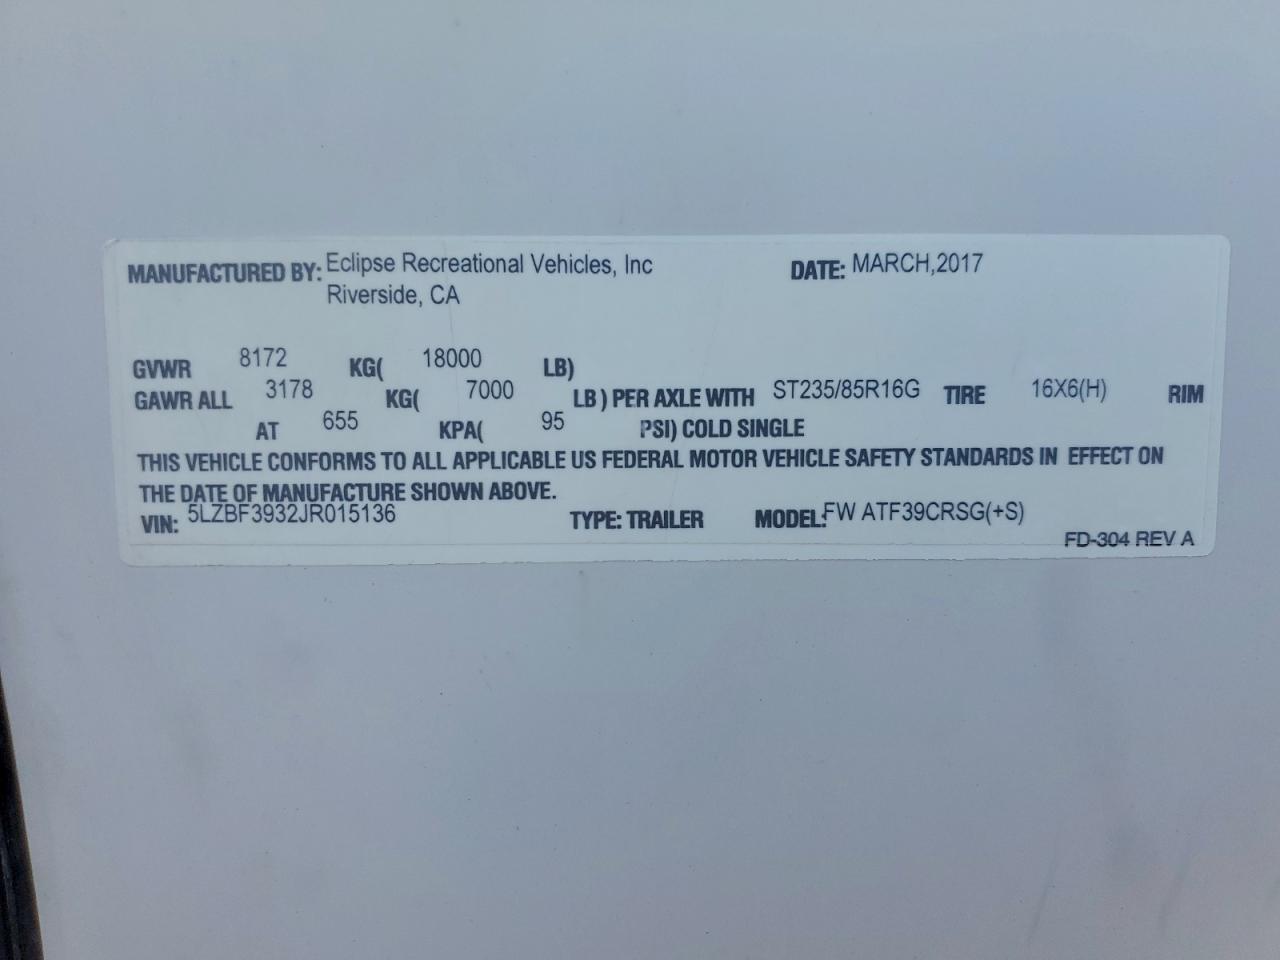 MANUFACTURED BY: Eclipse Recreational Vehicles, Inc DATE: MARCH,2017
Riverside, CA
GVWR 8172 KG( 18000 LB)
GAWR ALL 3178 KG( 7000 LB) PER AXLE WITH ST235/85R16G TIRE 16X6(H) RIM
AT 655 KPA( 95 PSI) COLD SINGLE
THIS VEHICLE CONFORMS TO ALL APPLICABLE US FEDERAL MOTOR VEHICLE SAFETY STANDARDS IN EFFECT ON
THE DATE OF MANUFACTURE SHOWN ABOVE.
VIN: 5LZBF3932JR015136 TYPE: TRAILER MODEL: FW ATF39CRSG(+S)
FD-304 REV A